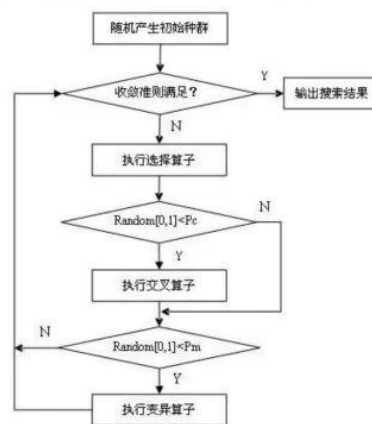 随机产生初始种群
收敛准则满足?
Y
输出搜索结果
N
执行选择算子
Random[0,1]<Pc
N
Y
执行交叉算子
N
Random[0,1]<Pm
Y
执行变异算子